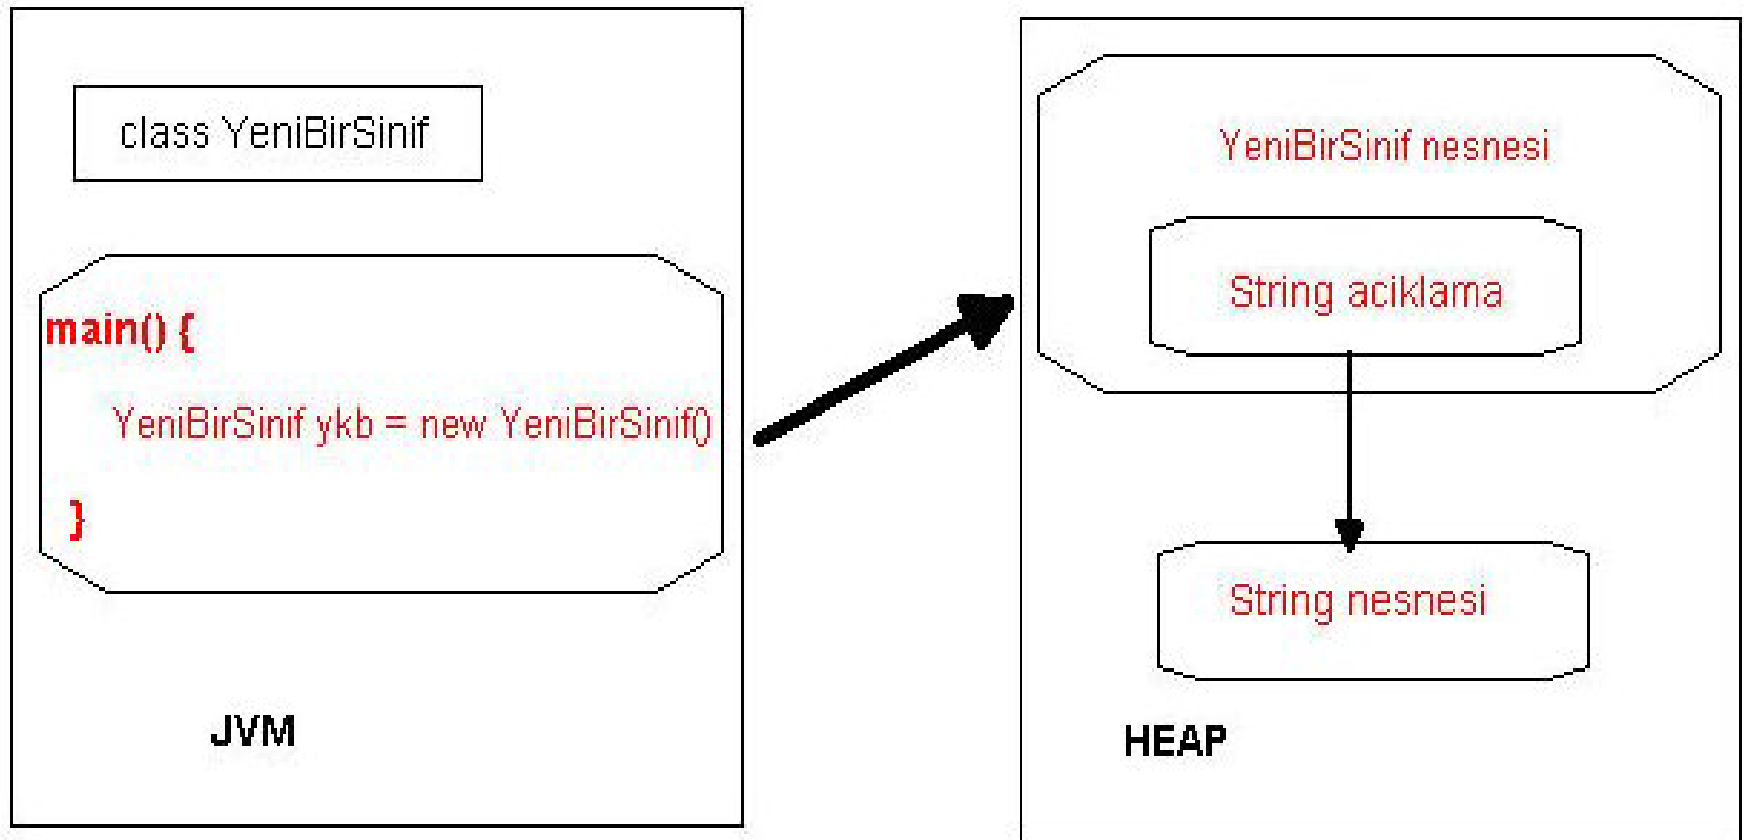 class YeniBirSinif
main() {
YeniBirSinif ykb = new YeniBirSinif()
}
JVM
YeniBirSinif nesnesi
String aciklama
String nesnesi
HEAP